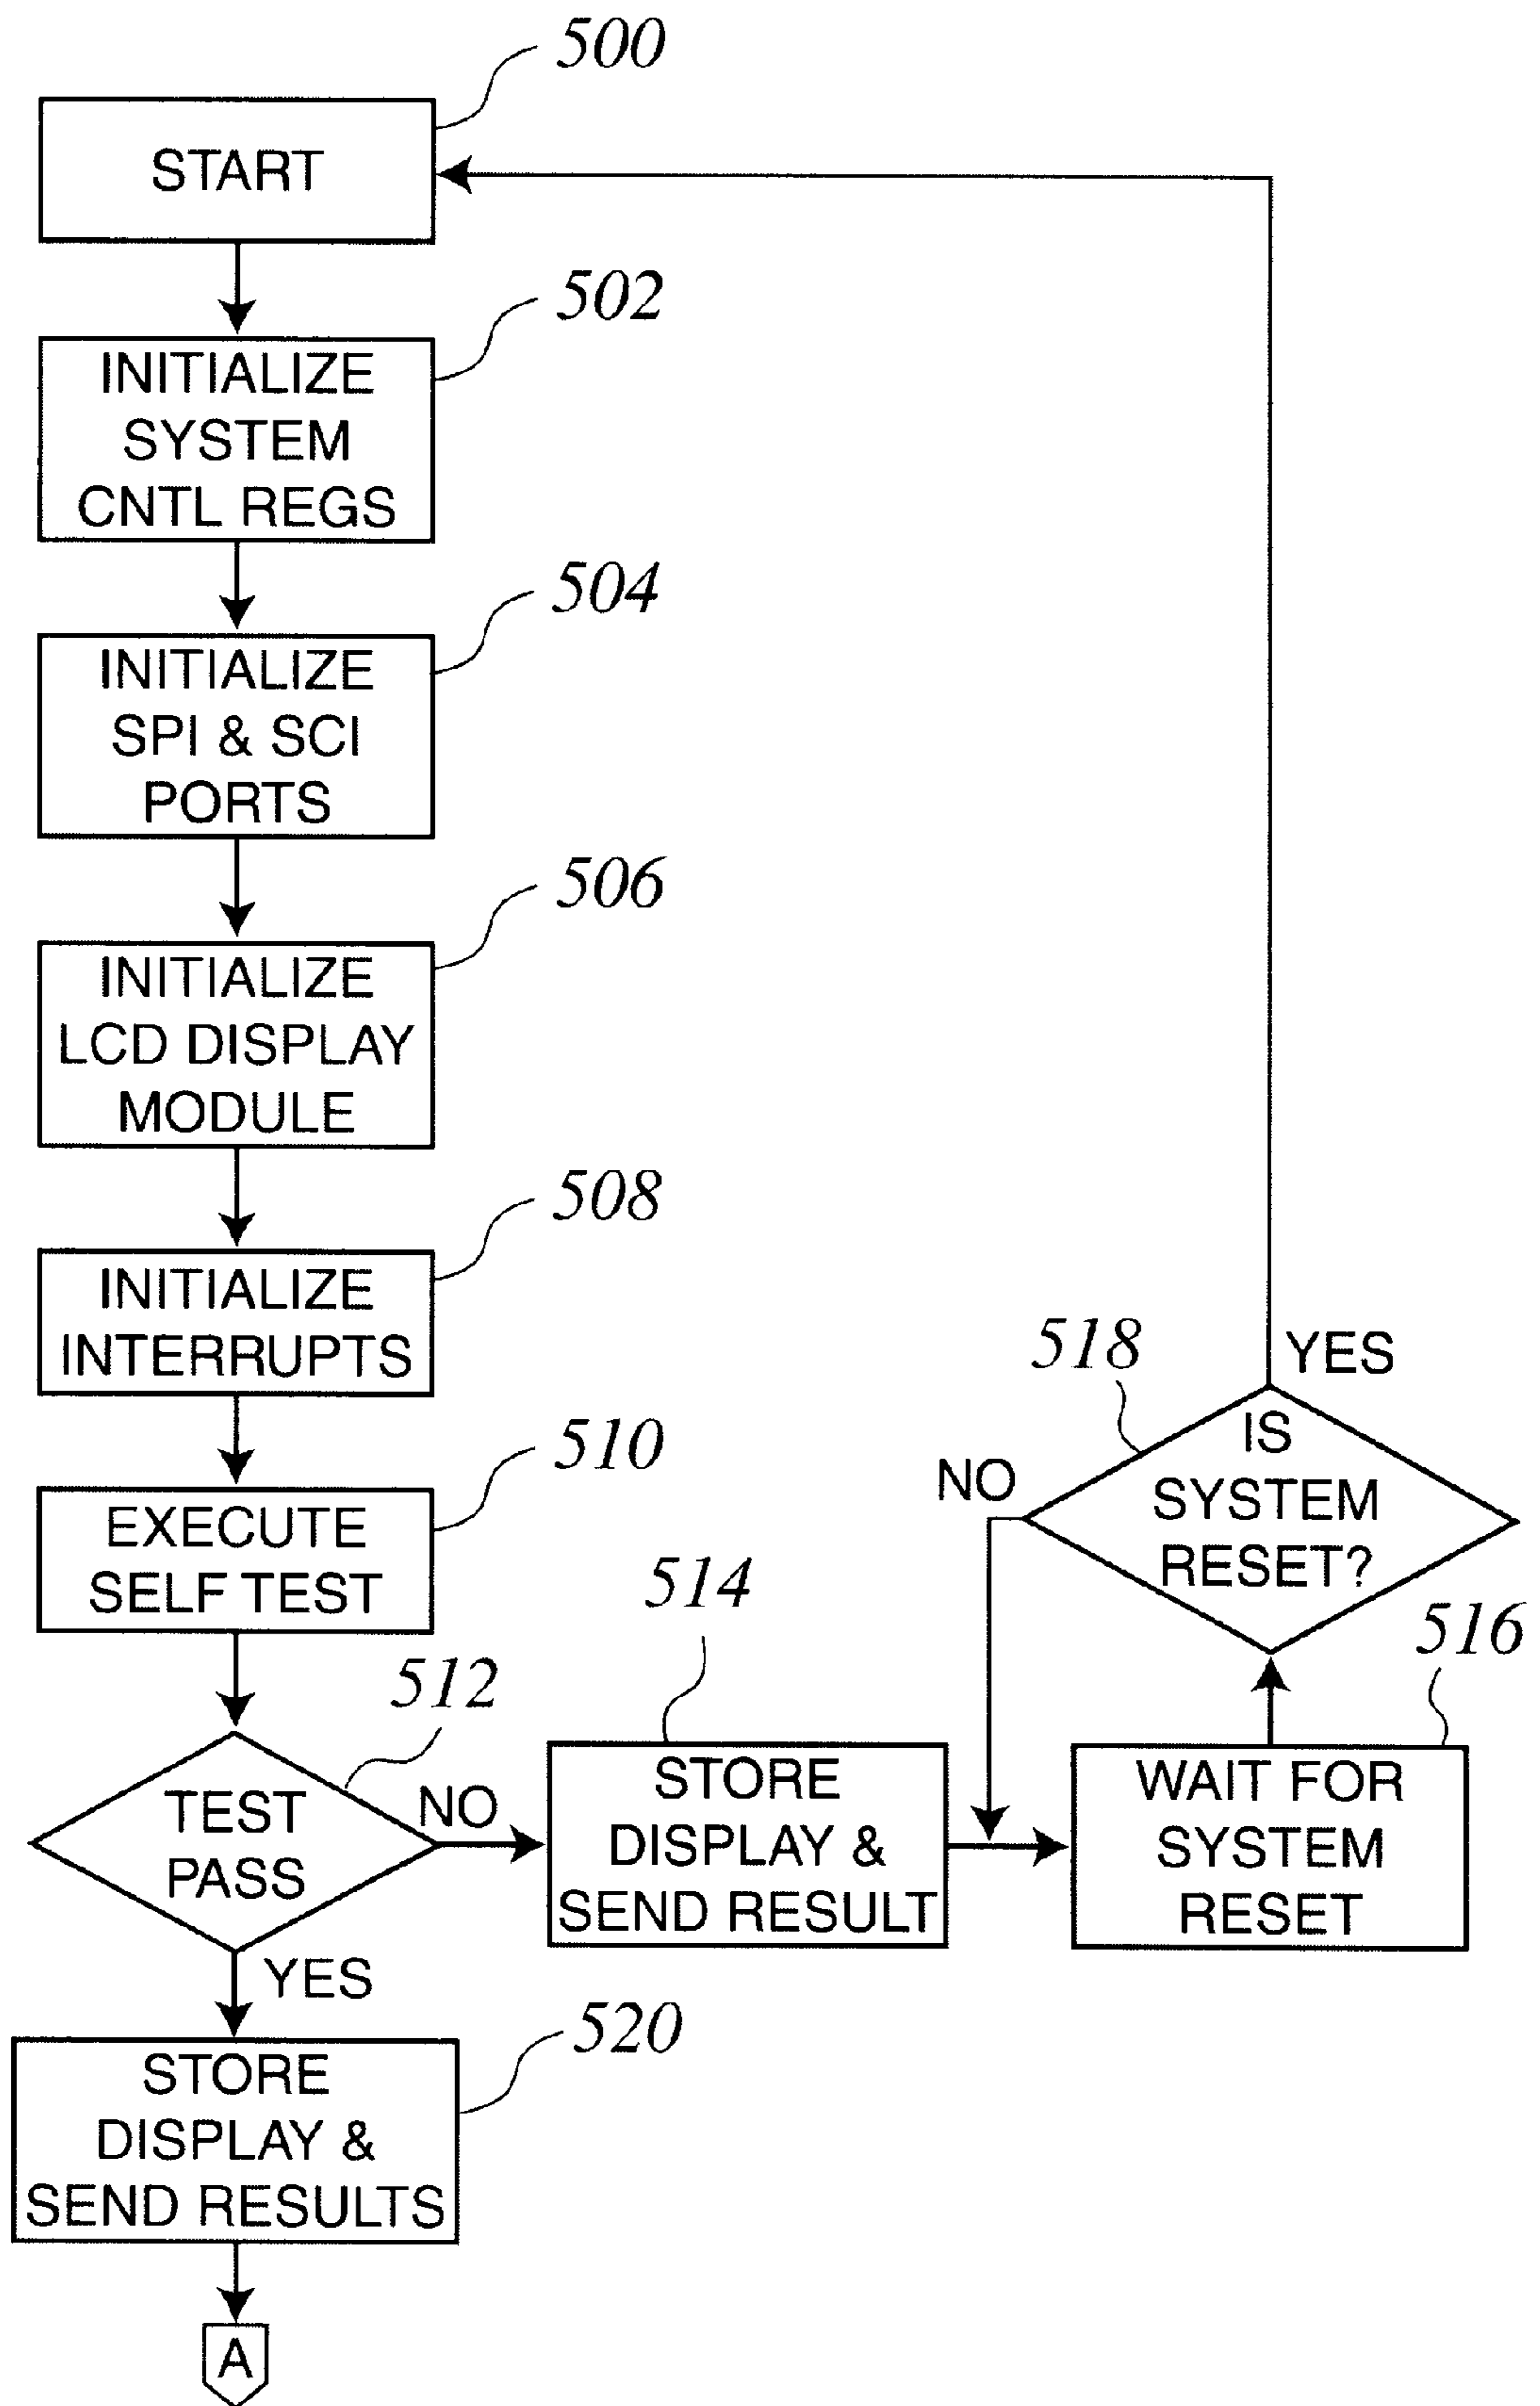 500
START
502
INITIALIZE
SYSTEM
CNTL REGS
504
INITIALIZE
SPI & SCI
PORTS
506
INITIALIZE
LCD DISPLAY
MODULE
508
INITIALIZE
INTERRUPTS
510
EXECUTE
SELF TEST
512
TEST
PASS
NO
YES
514
STORE
DISPLAY &
SEND RESULT
516
WAIT FOR
SYSTEM
RESET
518
IS
SYSTEM
RESET?
YES
NO
520
STORE
DISPLAY &
SEND RESULTS
A